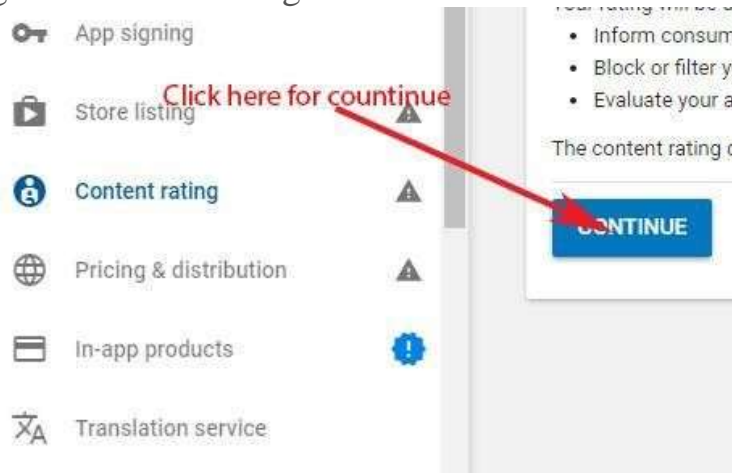 App signing
Click here for countinue
Store listing
Content rating
Pricing & distribution
In-app products
Translation service
Inform consum
Block or filter y
Evaluate your a
The content rating
CONTINUE